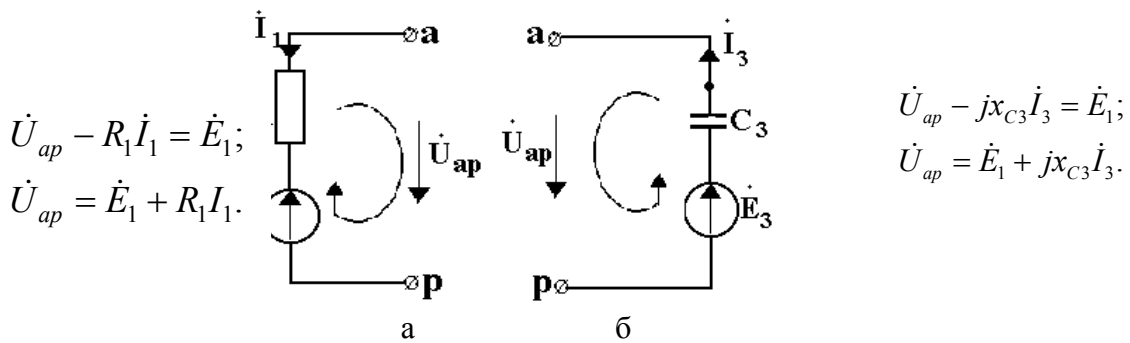 U̇ap − R1İ1 = Ė1;
U̇ap = Ė1 + R1I1.
İ1
a
U̇ap
p
а
a
İ3
C3
U̇ap
Ė3
p
б
U̇ap − jxC3İ3 = Ė1;
U̇ap = Ė1 + jxC3İ3.